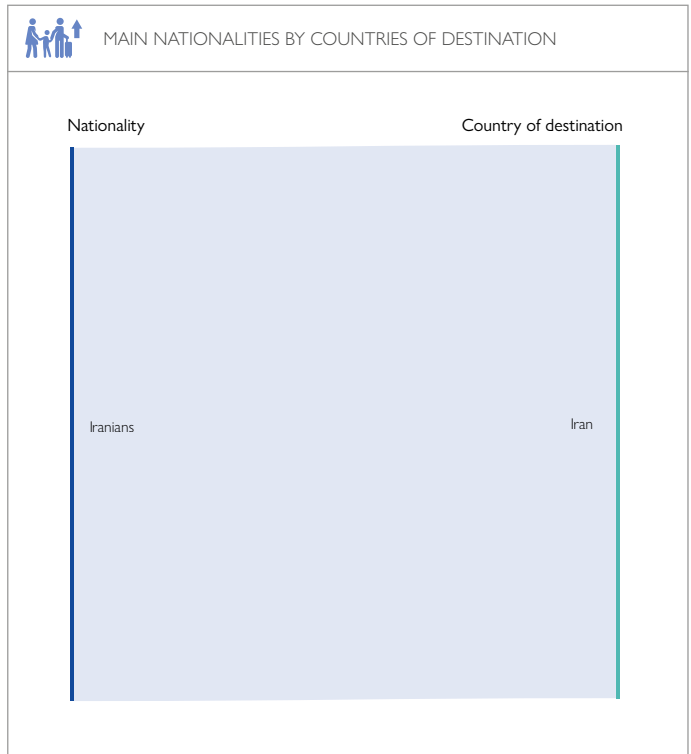 MAIN NATIONALITIES BY COUNTRIES OF DESTINATION
Nationality Country of destination
Iranians Iran